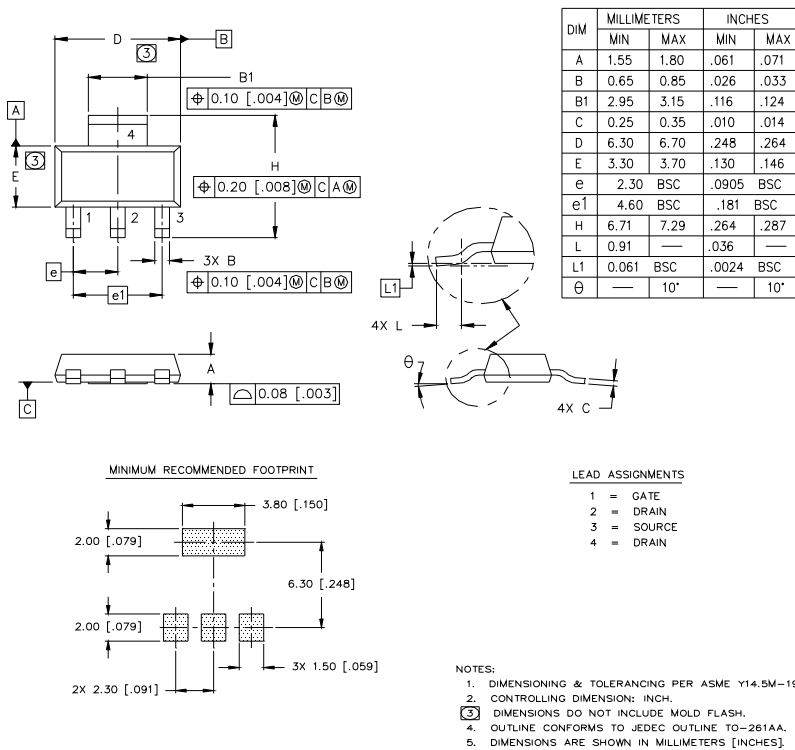 D
B
3
B1
⌖ 0.10 [.004]Ⓜ C BⓂ
A
4
3
E
H
⌖ 0.20 [.008]Ⓜ C AⓂ
1 2 3
3X B
e
⌖ 0.10 [.004]Ⓜ C BⓂ
e1
L1
4X L
A
C
⌓ 0.08 [.003]
θ
4X C
DIM MILLIMETERS INCHES
MIN MAX MIN MAX
A 1.55 1.80 .061 .071
B 0.65 0.85 .026 .033
B1 2.95 3.15 .116 .124
C 0.25 0.35 .010 .014
D 6.30 6.70 .248 .264
E 3.30 3.70 .130 .146
e 2.30 BSC .0905 BSC
e1 4.60 BSC .181 BSC
H 6.71 7.29 .264 .287
L 0.91 — .036 —
L1 0.061 BSC .0024 BSC
θ — 10° — 10°
MINIMUM RECOMMENDED FOOTPRINT
3.80 [.150]
2.00 [.079]
6.30 [.248]
2.00 [.079]
3X 1.50 [.059]
2X 2.30 [.091]
LEAD ASSIGNMENTS
1 = GATE
2 = DRAIN
3 = SOURCE
4 = DRAIN
NOTES:
1. DIMENSIONING & TOLERANCING PER ASME Y14.5M-19
2. CONTROLLING DIMENSION: INCH.
3 DIMENSIONS DO NOT INCLUDE MOLD FLASH.
4. OUTLINE CONFORMS TO JEDEC OUTLINE TO-261AA.
5. DIMENSIONS ARE SHOWN IN MILLIMETERS [INCHES].